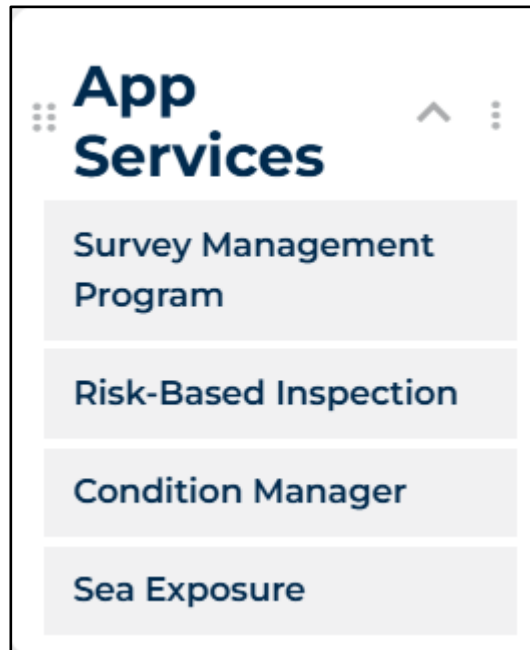 App
Services
Survey Management
Program
Risk-Based Inspection
Condition Manager
Sea Exposure